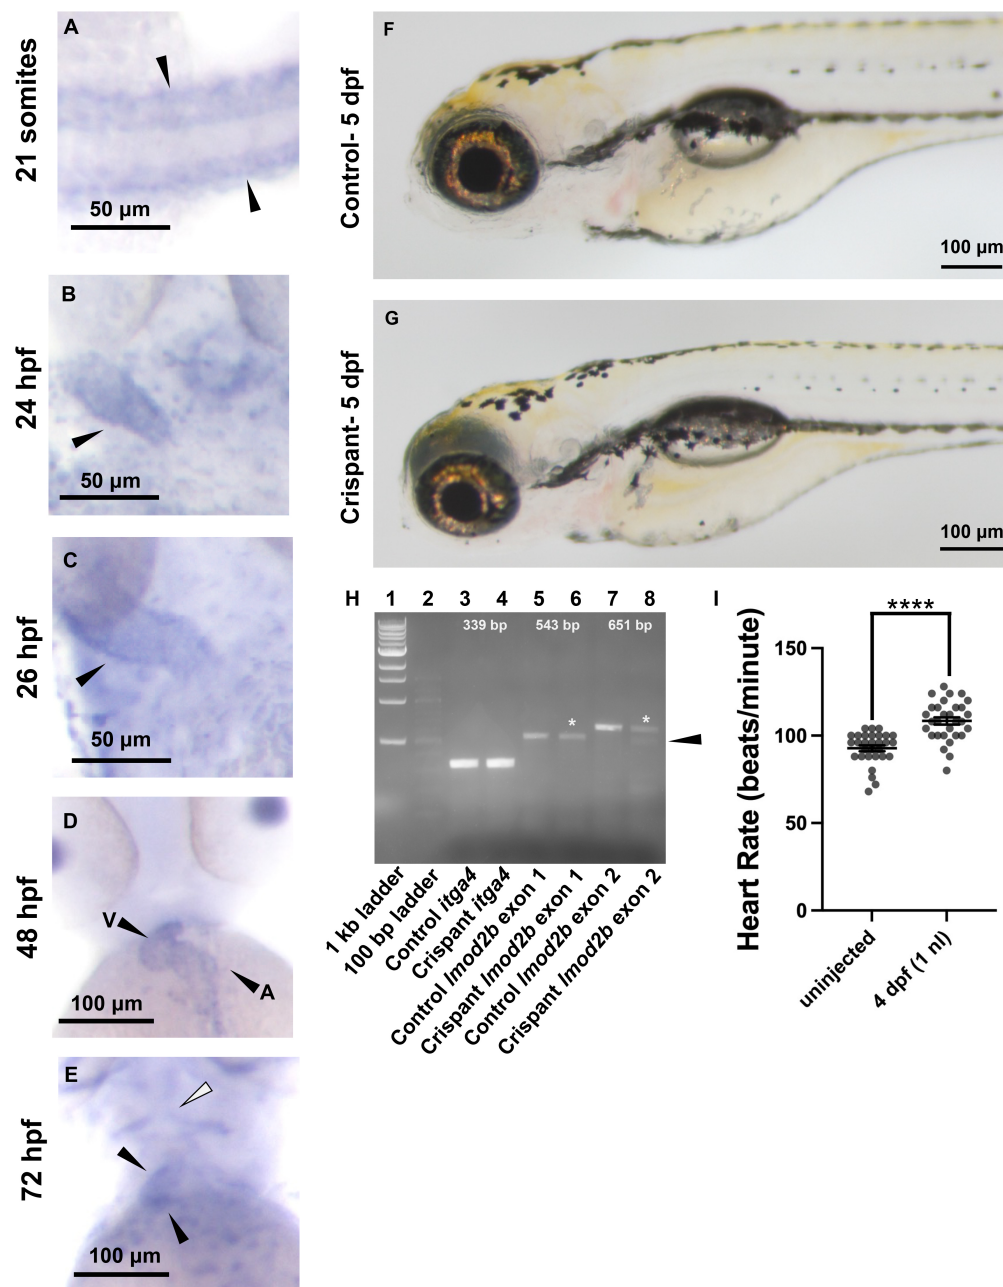 A
21 somites
50 µm
B
24 hpf
50 µm
C
26 hpf
50 µm
D
48 hpf
V
A
100 µm
E
72 hpf
100 µm
F
Control- 5 dpf
100 µm
G
Crispant- 5 dpf
100 µm
H
1 2 3 4 5 6 7 8
339 bp 543 bp 651 bp
* *
1 kb ladder
100 bp ladder
Control itga4
Crispant itga4
Control lmod2b exon 1
Crispant lmod2b exon 1
Control lmod2b exon 2
Crispant lmod2b exon 2
I
****
Heart Rate (beats/minute)
150
100
50
0
uninjected
4 dpf (1 nl)